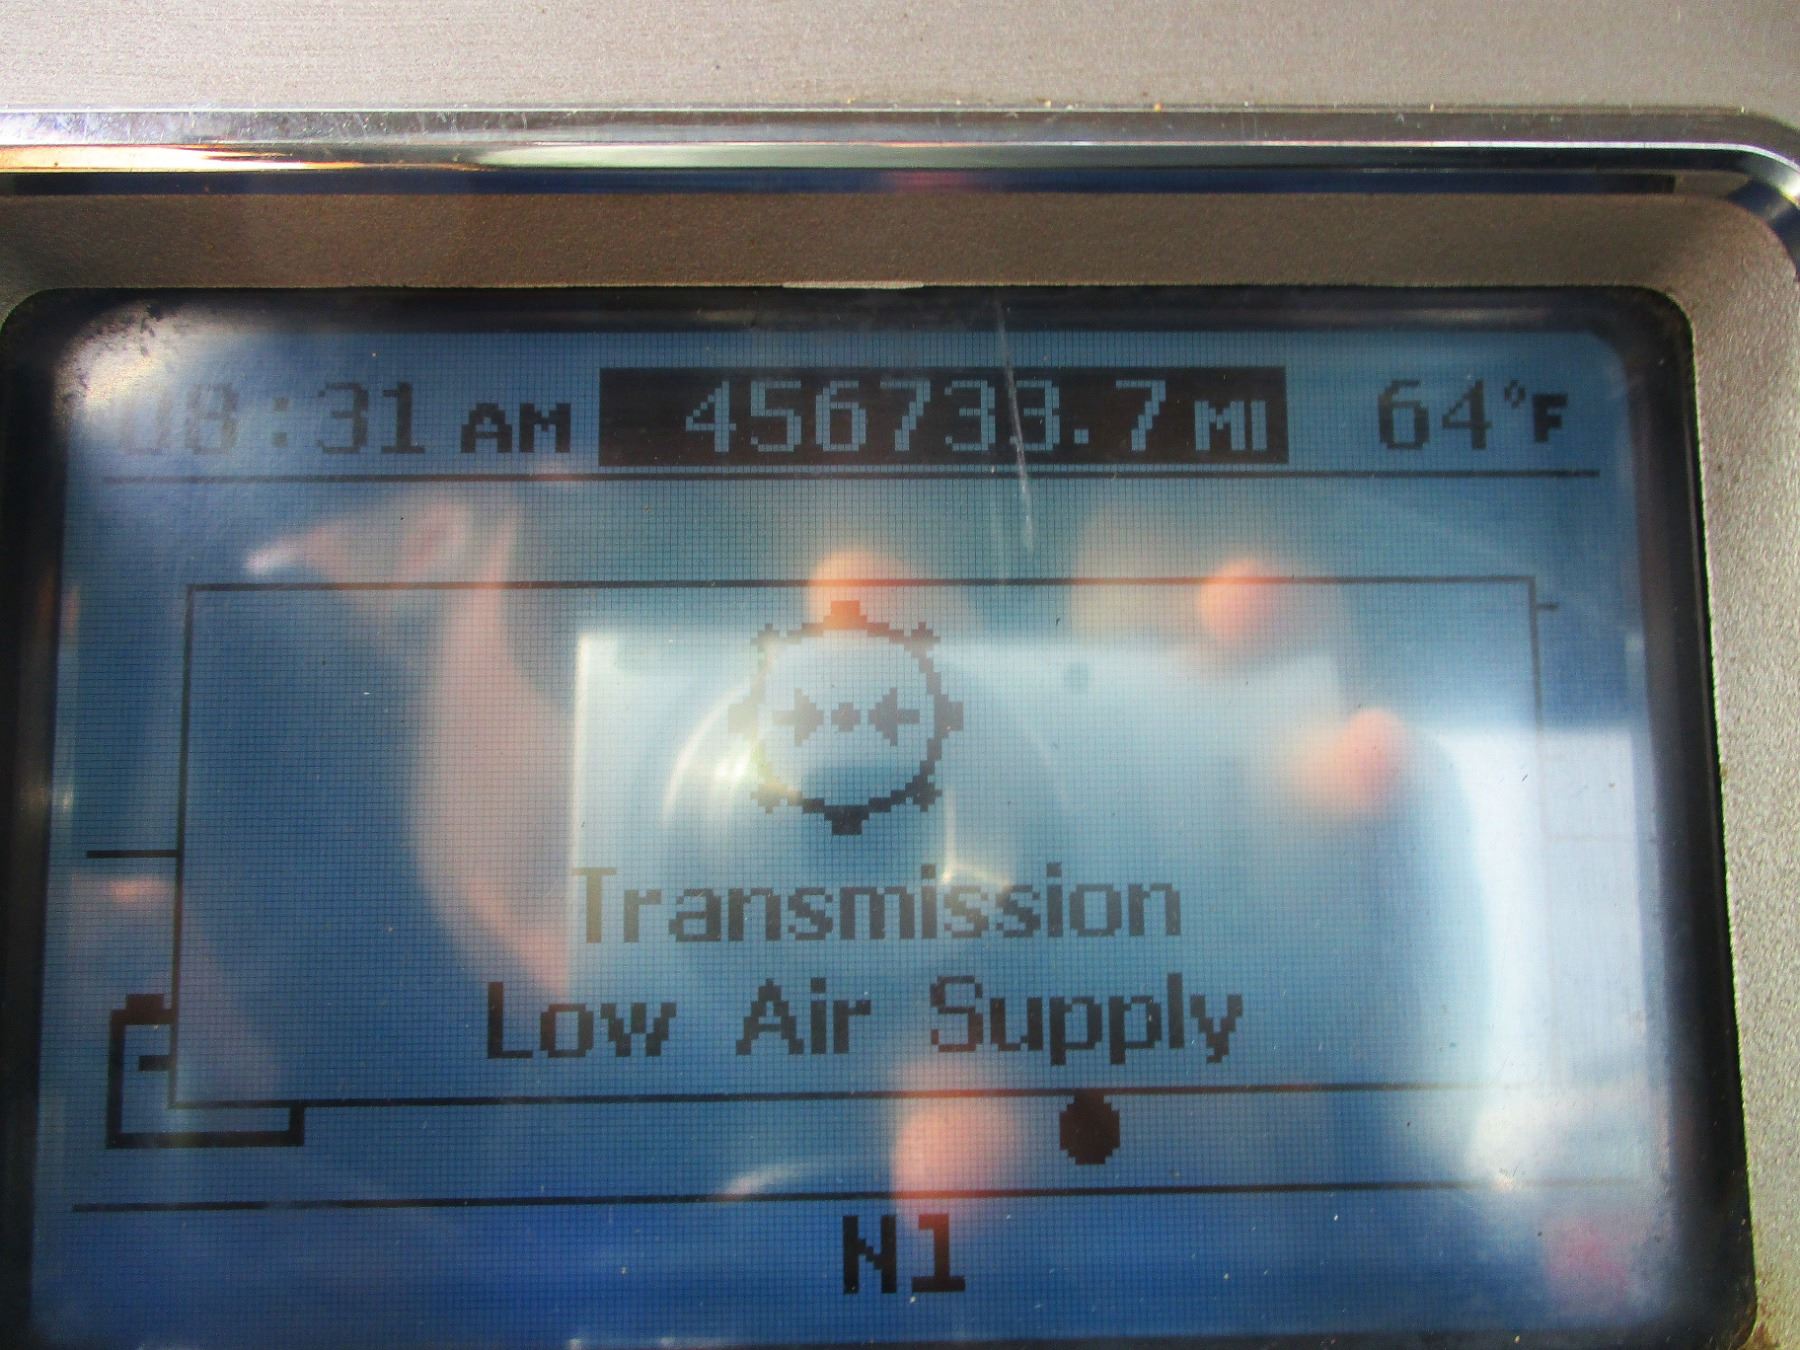 08:31 AM 456733.7 MI 64°F
Transmission
Low Air Supply
N1